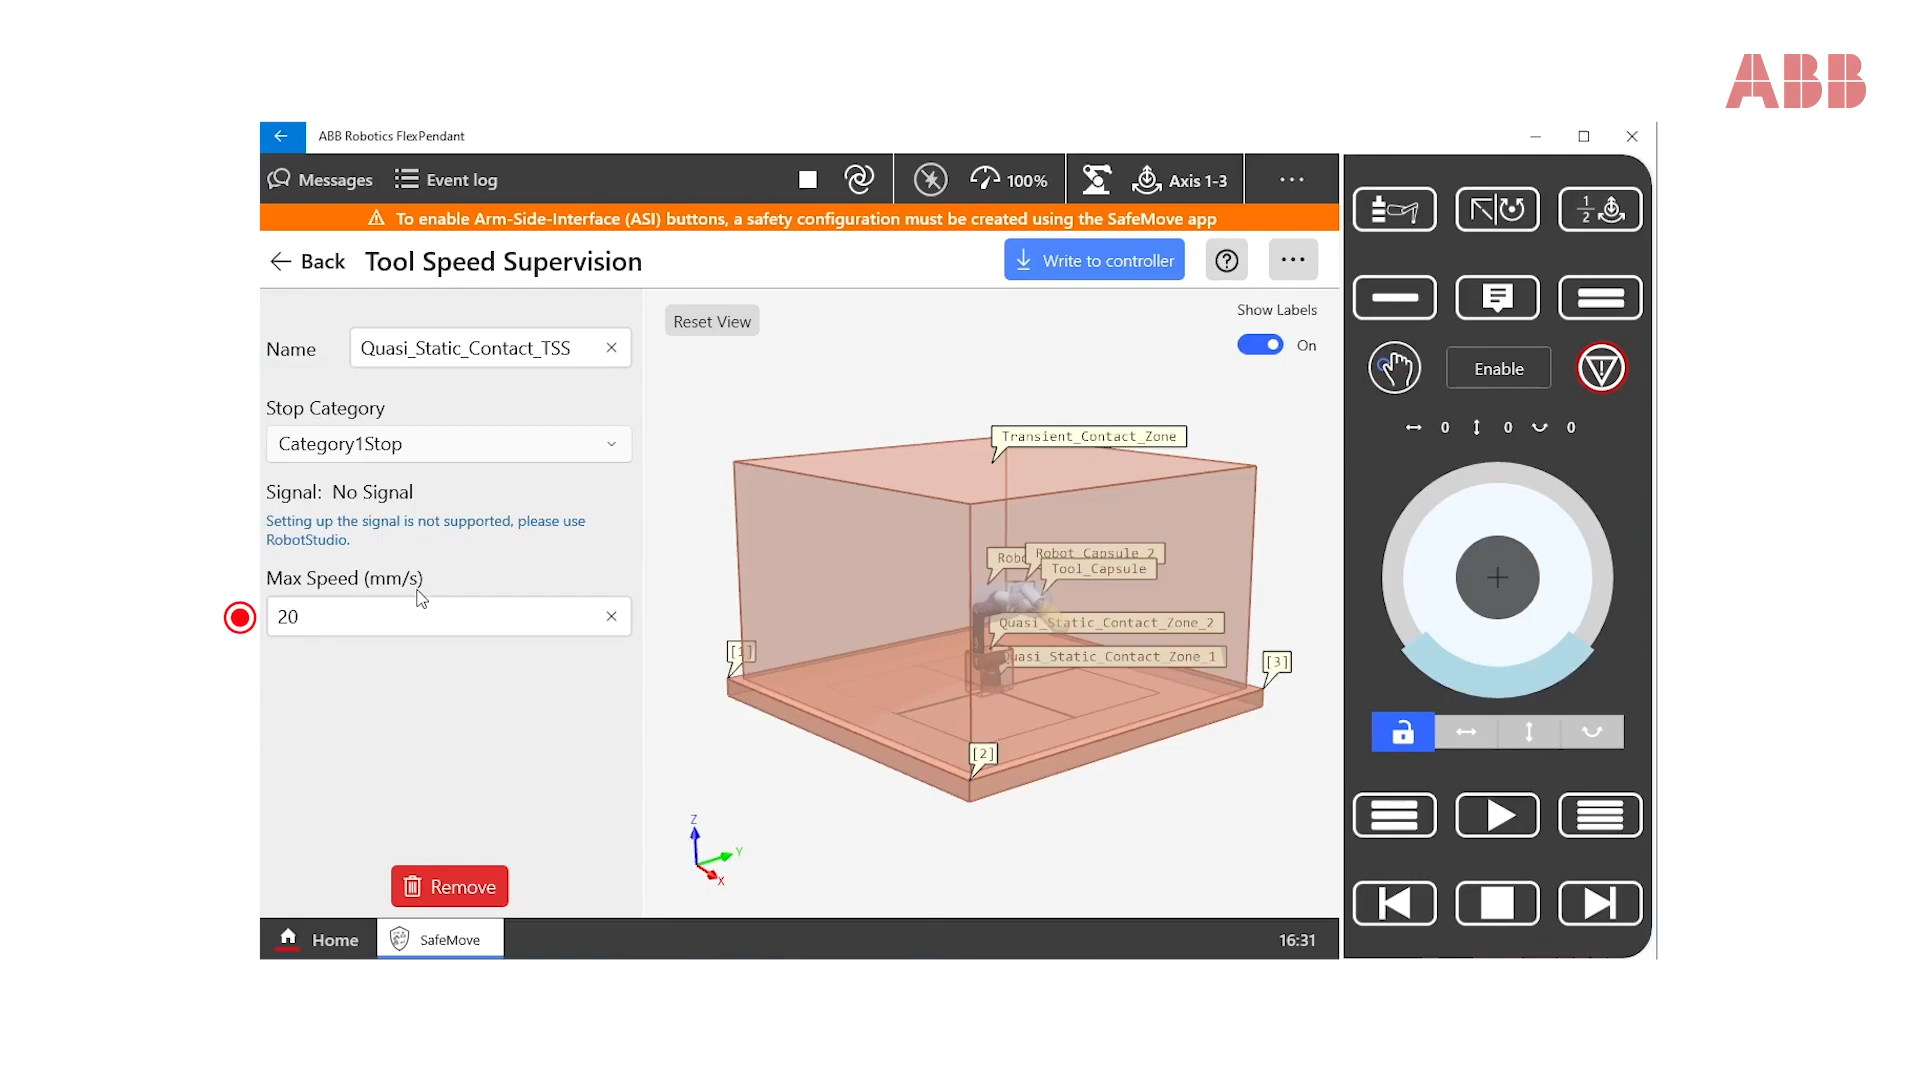 ABB
ABB Robotics FlexPendant
Messages
Event log
100%
Axis 1-3
To enable Arm-Side-Interface (ASI) buttons, a safety configuration must be created using the SafeMove app
Back
Tool Speed Supervision
Write to controller
Reset View
Show Labels
On
Name
Quasi_Static_Contact_TSS
Stop Category
Category1Stop
Signal: No Signal
Setting up the signal is not supported, please use
RobotStudio.
Max Speed (mm/s)
20
Remove
Transient_Contact_Zone
Robot_Capsule_2
Tool_Capsule
Quasi_Static_Contact_Zone_2
Quasi_Static_Contact_Zone_1
[1]
[3]
[2]
Z
Y
X
Home
SafeMove
16:31
1
2
Enable
0
0
0